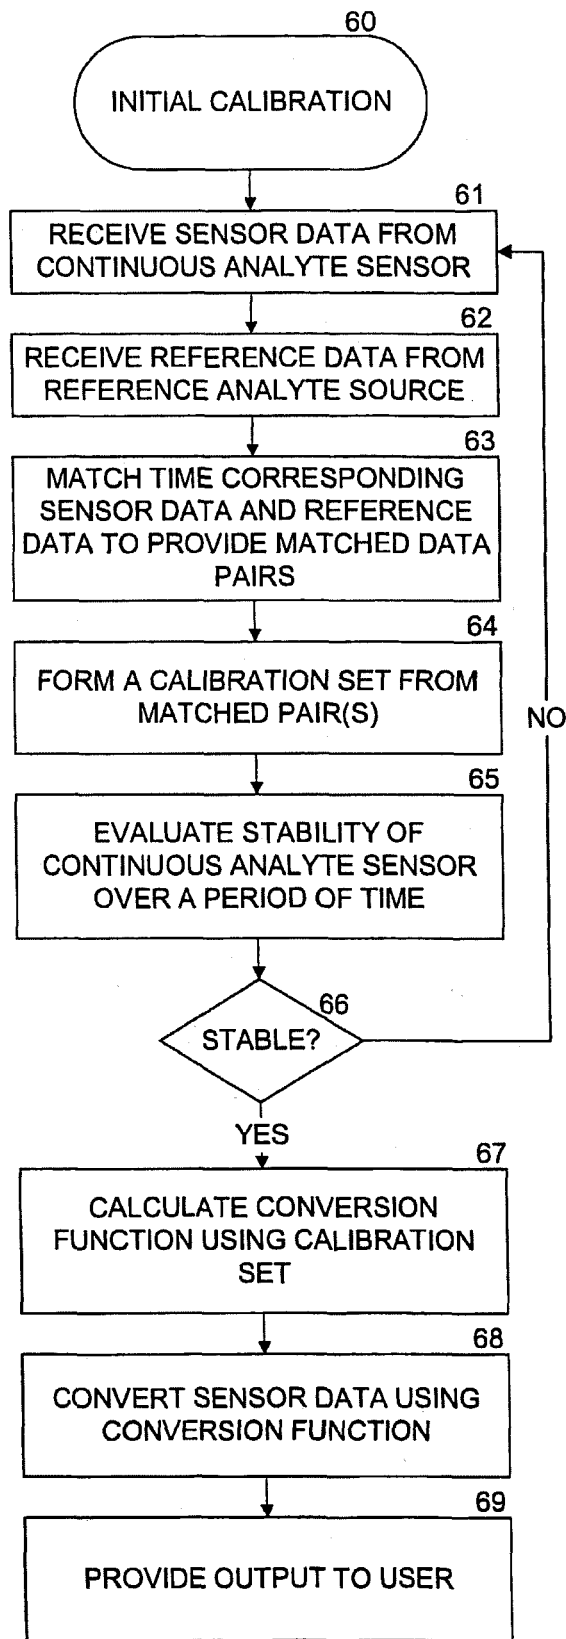 60
INITIAL CALIBRATION
61
RECEIVE SENSOR DATA FROM
CONTINUOUS ANALYTE SENSOR
62
RECEIVE REFERENCE DATA FROM
REFERENCE ANALYTE SOURCE
63
MATCH TIME CORRESPONDING
SENSOR DATA AND REFERENCE
DATA TO PROVIDE MATCHED DATA
PAIRS
64
FORM A CALIBRATION SET FROM
MATCHED PAIR(S)
NO
65
EVALUATE STABILITY OF
CONTINUOUS ANALYTE SENSOR
OVER A PERIOD OF TIME
66
STABLE?
YES
67
CALCULATE CONVERSION
FUNCTION USING CALIBRATION
SET
68
CONVERT SENSOR DATA USING
CONVERSION FUNCTION
69
PROVIDE OUTPUT TO USER